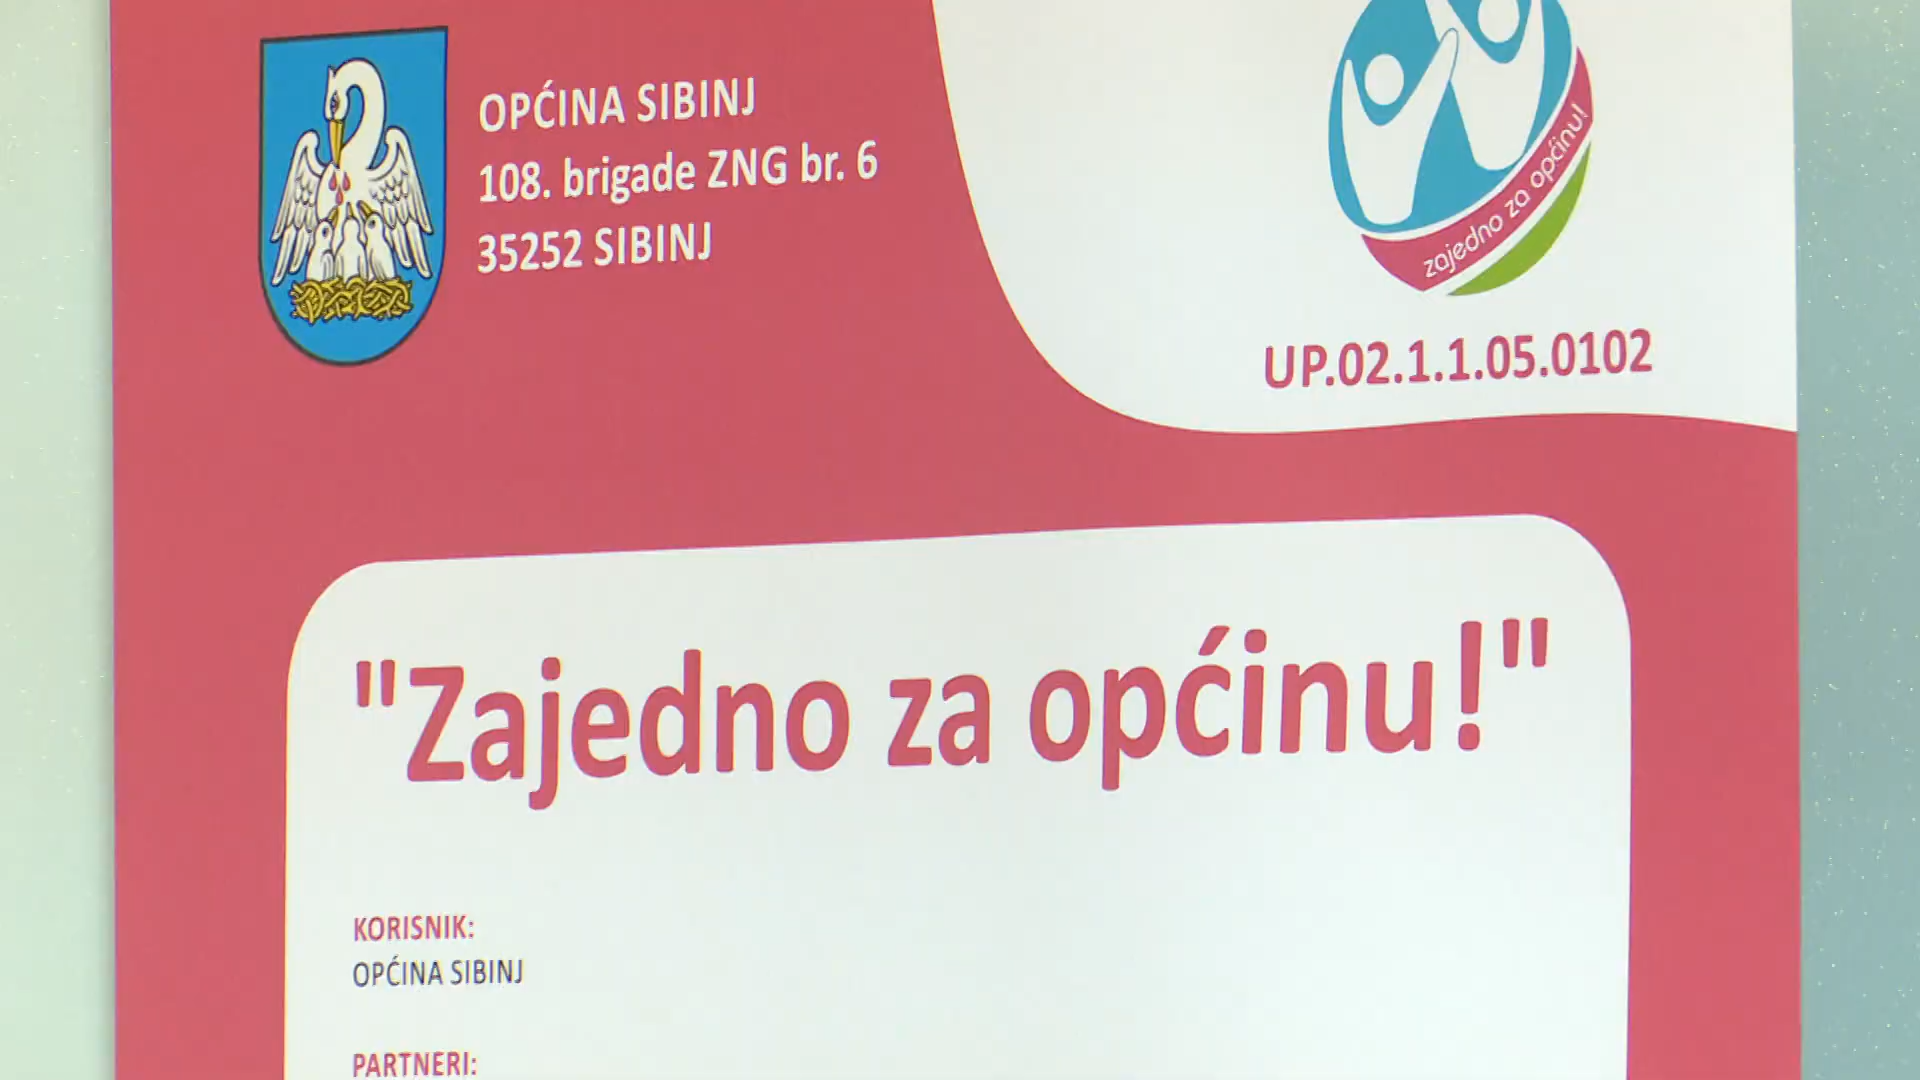 OPĆINA SIBINJ
108. brigade ZNG br. 6
35252 SIBINJ
zajedno za općinu!
UP.02.1.1.05.0102
"Zajedno za općinu!"
KORISNIK:
OPĆINA SIBINJ
PARTNERI: